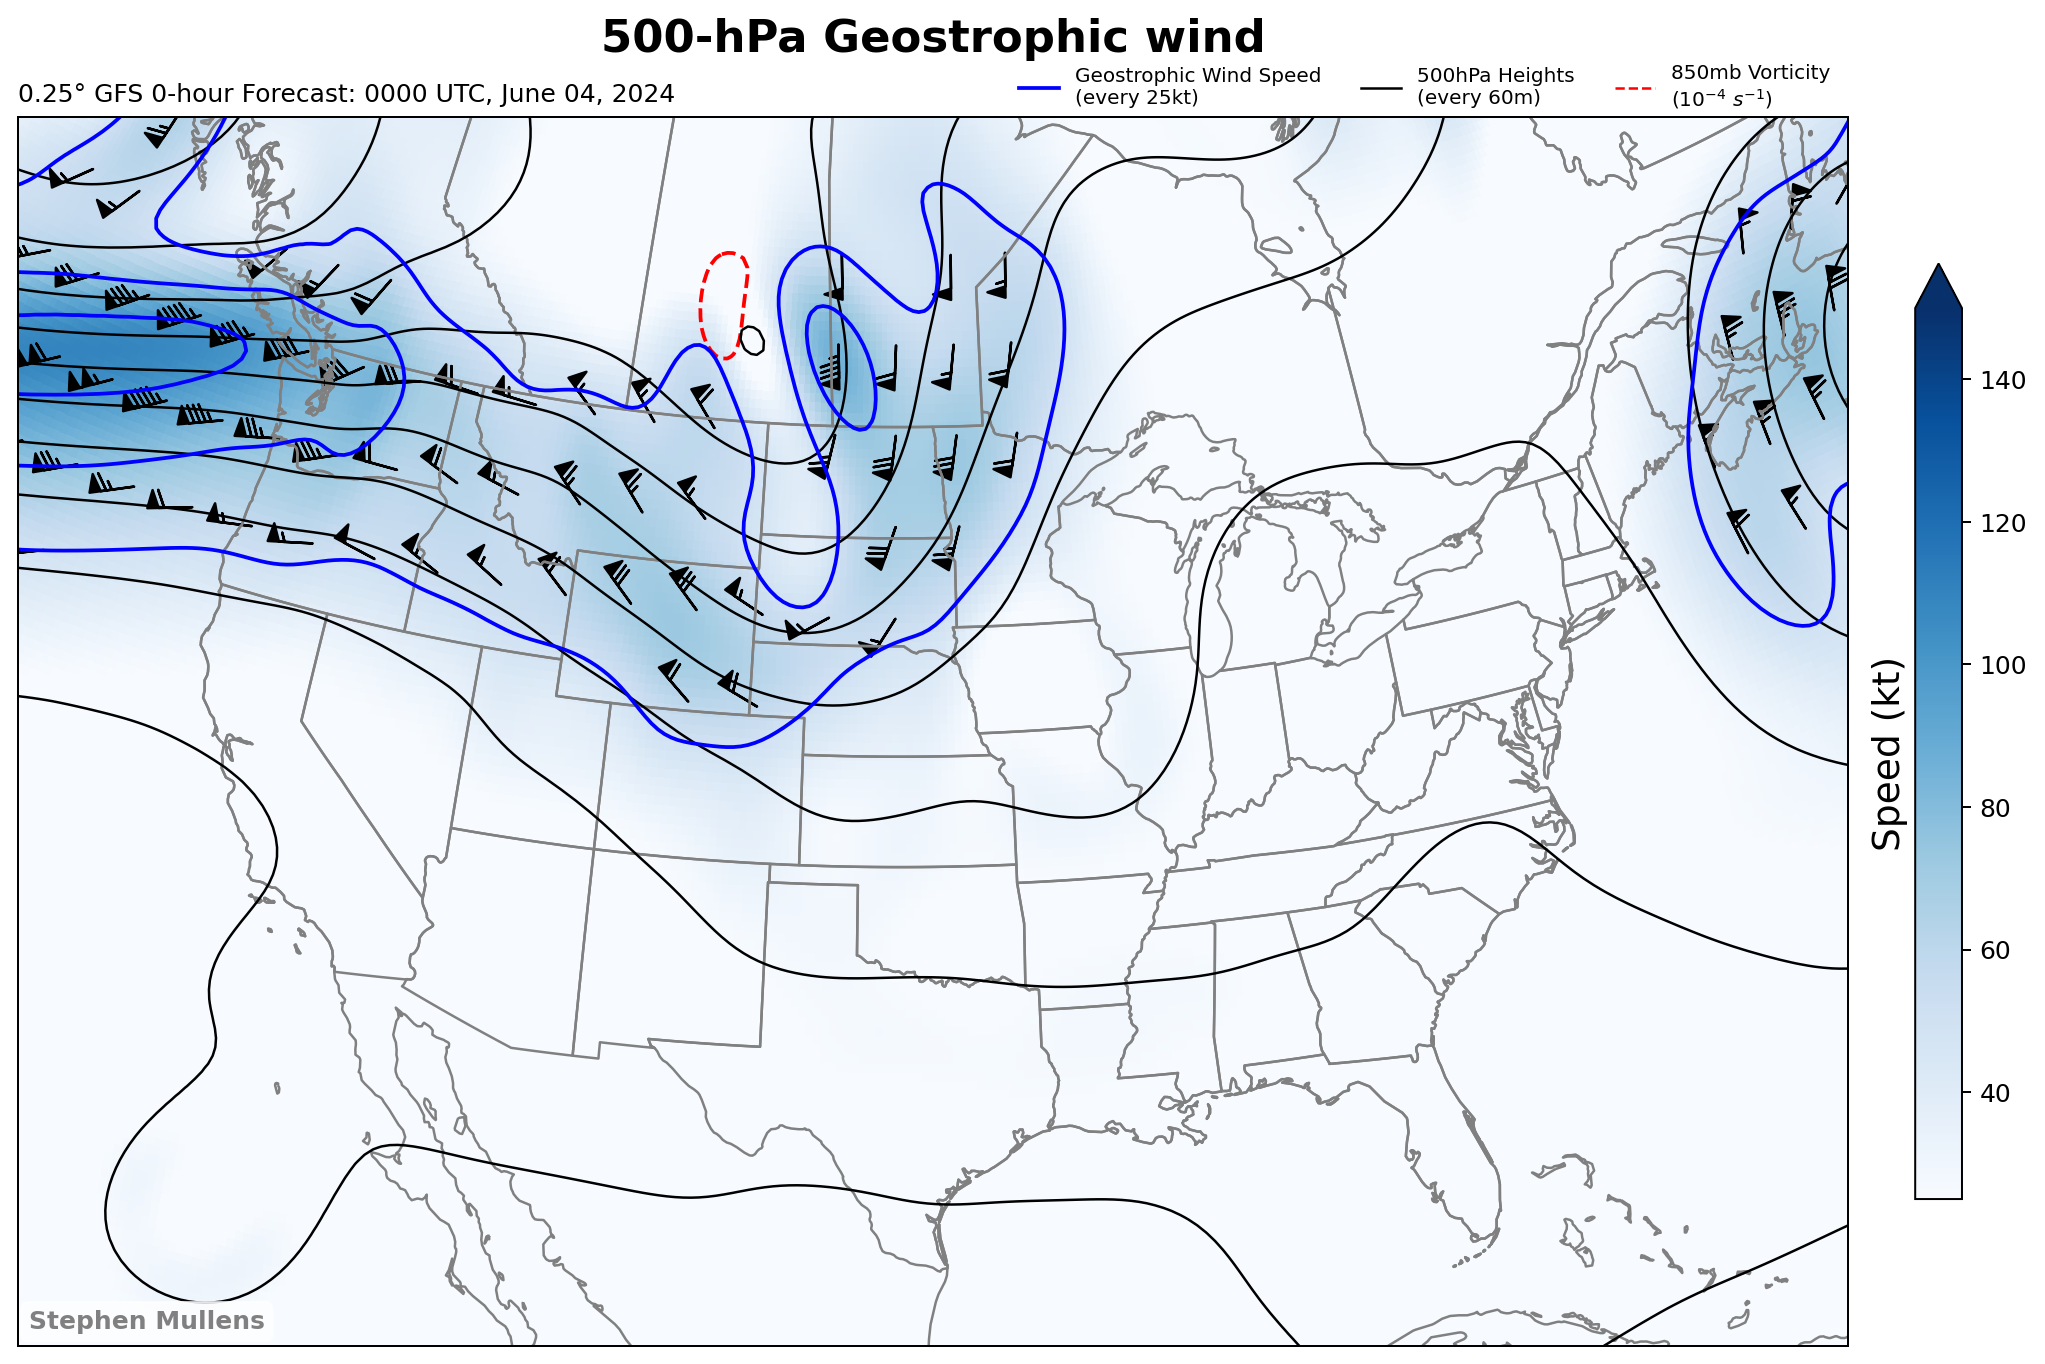 500-hPa Geostrophic wind
0.25° GFS 0-hour Forecast: 0000 UTC, June 04, 2024
Geostrophic Wind Speed
(every 25kt)
500hPa Heights
(every 60m)
850mb Vorticity
(10⁻⁴ s⁻¹)
140
120
100
80
60
40
Speed (kt)
Stephen Mullens